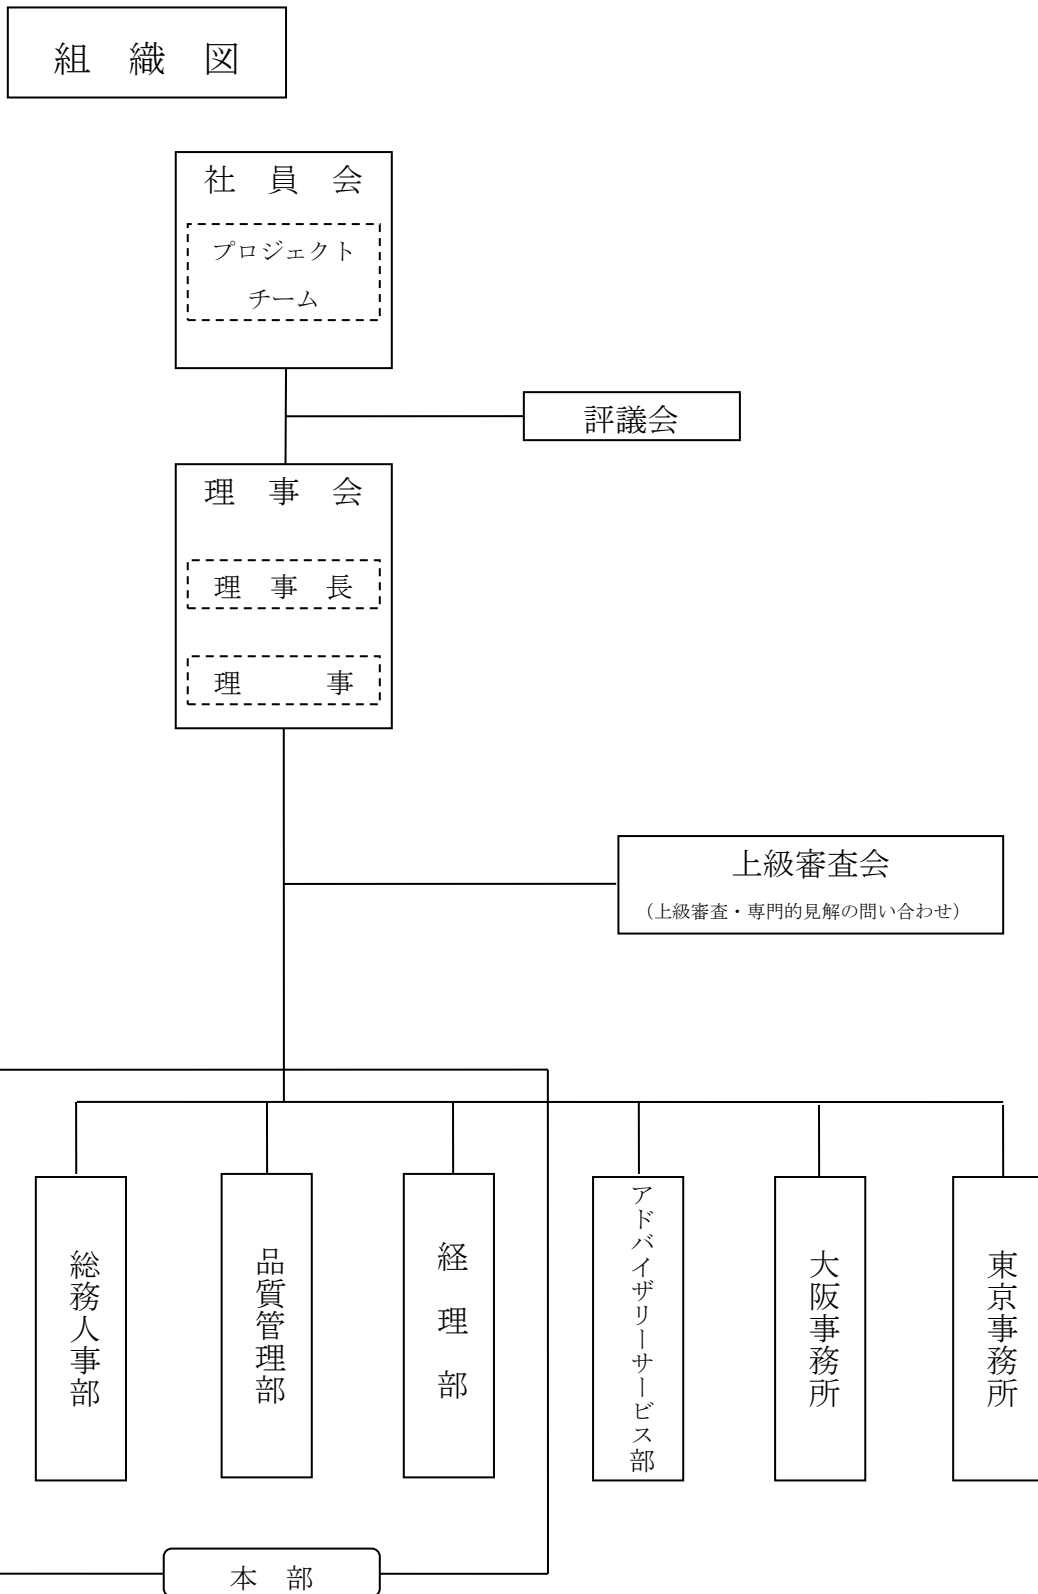 組　織　図
社　員　会
プロジェクト
チーム
評議会
理　事　会
理　事　長
理　　　事
上級審査会
（上級審査・専門的見解の問い合わせ）
総務人事部
品質管理部
経　理　部
アドバイザリーサービス部
大阪事務所
東京事務所
本　部